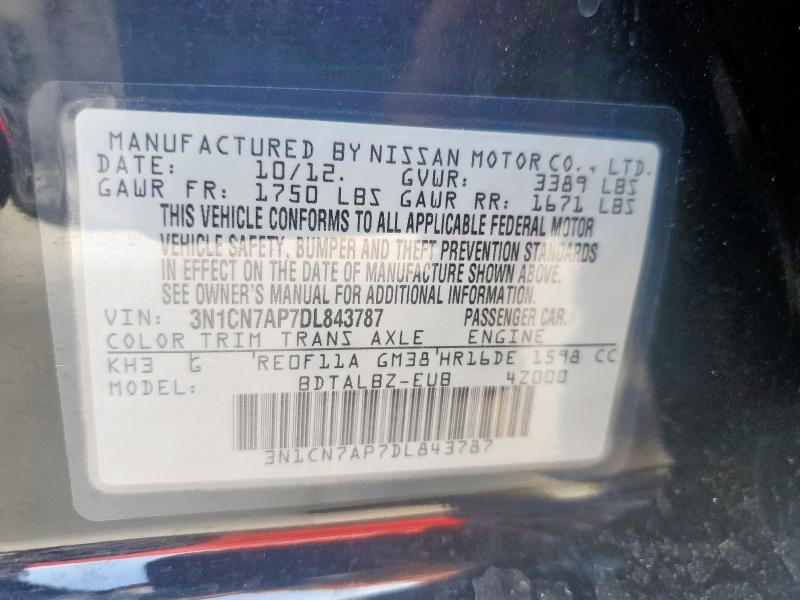 MANUFACTURED BY NISSAN MOTOR CO., LTD.
DATE: 10/12. GVWR: 3389 LBS
GAWR FR: 1750 LBS GAWR RR: 1671 LBS
THIS VEHICLE CONFORMS TO ALL APPLICABLE FEDERAL MOTOR
VEHICLE SAFETY, BUMPER AND THEFT PREVENTION STANDARDS
IN EFFECT ON THE DATE OF MANUFACTURE SHOWN ABOVE.
SEE OWNER'S MANUAL FOR ADDITIONAL INFORMATION.
VIN: 3N1CN7AP7DL843787 PASSENGER CAR.
COLOR TRIM TRANS AXLE ENGINE
KH3 G RE0F11A GM38 HR16DE 1598 CC
MODEL: BDTALBZ-EUB 4Z000
3N1CN7AP7DL843787